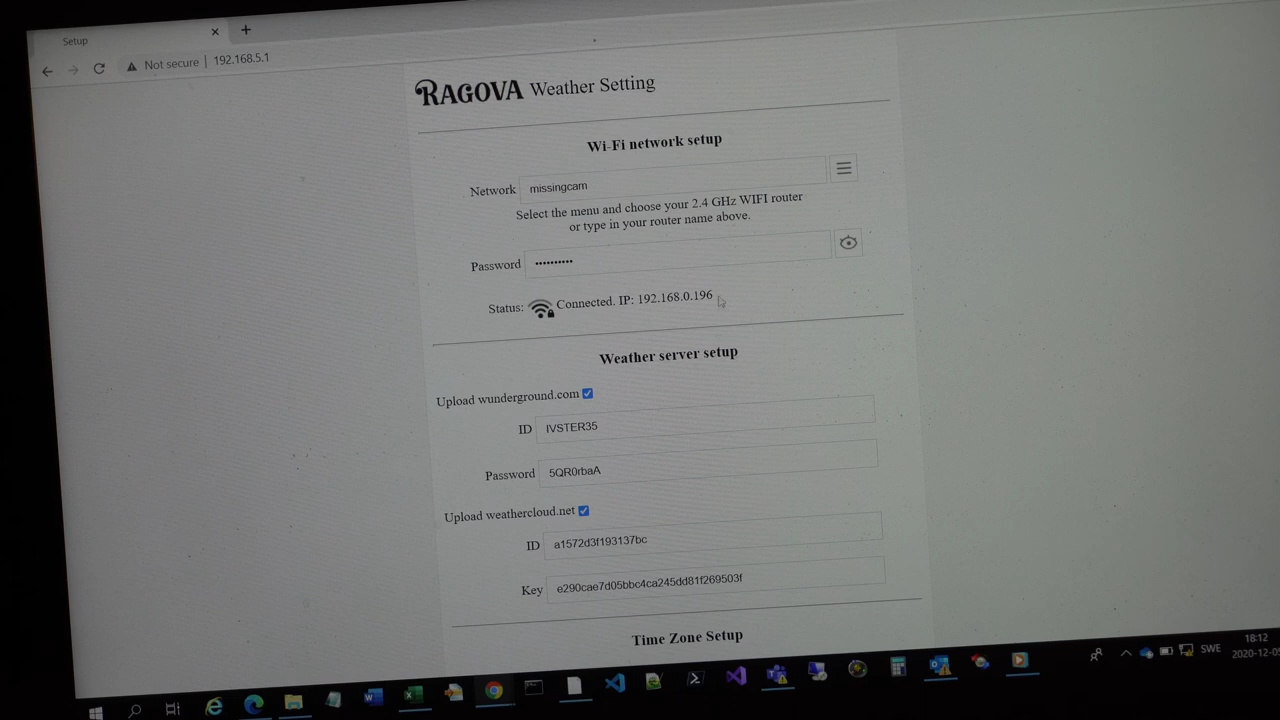 Setup
Not secure | 192.168.5.1
RAGOVA Weather Setting
Wi-Fi network setup
Network missingcam
Select the menu and choose your 2.4 GHz WIFI router
or type in your router name above.
Password ••••••••••
Status: Connected. IP: 192.168.0.196
Weather server setup
Upload wunderground.com
ID IVSTER35
Password 5QR0rbaA
Upload weathercloud.net
ID a1572d3f193137bc
Key e290cae7d05bbc4ca245dd81f269503f
Time Zone Setup
SWE
18:12
2020-12-05